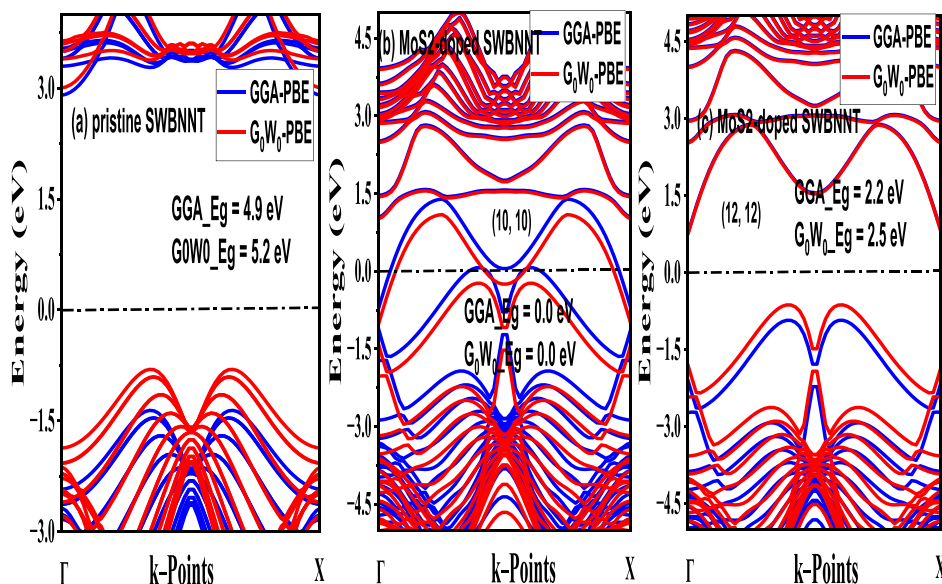 Energy (eV)
3.0
1.5
0.0
−1.5
−3.0
GGA-PBE
G₀W₀-PBE
(a) pristine SWBNNT
GGA_Eg = 4.9 eV
G0W0_Eg = 5.2 eV
Γ
k−Points
X
Energy (eV)
4.5
3.0
1.5
0.0
−1.5
−3.0
−4.5
(b) MoS2-doped SWBNNT
GGA-PBE
G₀W₀-PBE
(10, 10)
GGA_Eg = 0.0 eV
G₀W₀_Eg = 0.0 eV
Γ
k−Points
X
Energy (eV)
4.5
3.0
1.5
0.0
−1.5
−3.0
−4.5
GGA-PBE
G₀W₀-PBE
(c) MoS2-doped SWBNNT
(12, 12)
GGA_Eg = 2.2 eV
G₀W₀_Eg = 2.5 eV
Γ
k−Points
X